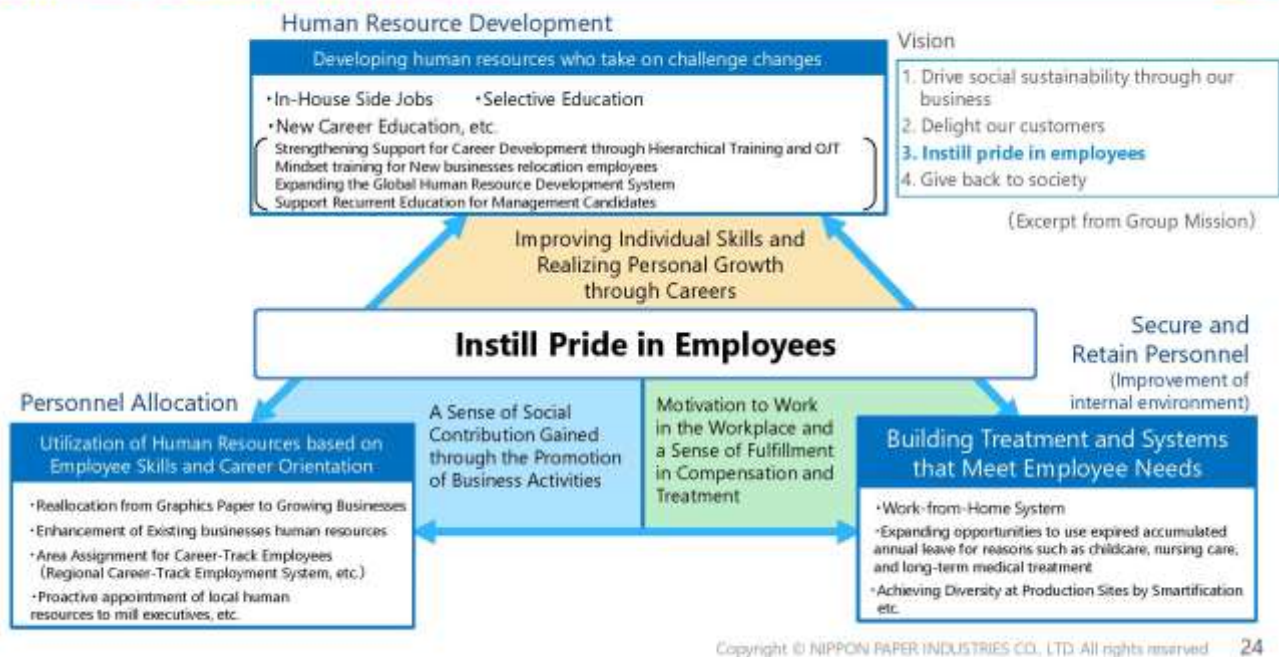 Human Resource Development
Developing human resources who take on challenge changes
・In-House Side Jobs ・Selective Education
・New Career Education, etc.
Strengthening Support for Career Development through Hierarchical Training and OJT
Mindset training for New businesses relocation employees
Expanding the Global Human Resource Development System
Support Recurrent Education for Management Candidates
Vision
1. Drive social sustainability through our
business
2. Delight our customers
3. Instill pride in employees
4. Give back to society
(Excerpt from Group Mission)
Improving Individual Skills and
Realizing Personal Growth
through Careers
Instill Pride in Employees
Personnel Allocation
Utilization of Human Resources based on
Employee Skills and Career Orientation
・Reallocation from Graphics Paper to Growing Businesses
・Enhancement of Existing businesses human resources
・Area Assignment for Career-Track Employees
(Regional Career-Track Employment System, etc.)
・Proactive appointment of local human
resources to mill executives, etc.
A Sense of Social
Contribution Gained
through the Promotion
of Business Activities
Motivation to Work
in the Workplace and
a Sense of Fulfillment
in Compensation and
Treatment
Secure and
Retain Personnel
(Improvement of
internal environment)
Building Treatment and Systems
that Meet Employee Needs
・Work-from-Home System
・Expanding opportunities to use expired accumulated
annual leave for reasons such as childcare, nursing care,
and long-term medical treatment
・Achieving Diversity at Production Sites by Smartification
etc.
Copyright © NIPPON PAPER INDUSTRIES CO., LTD. All rights reserved 24